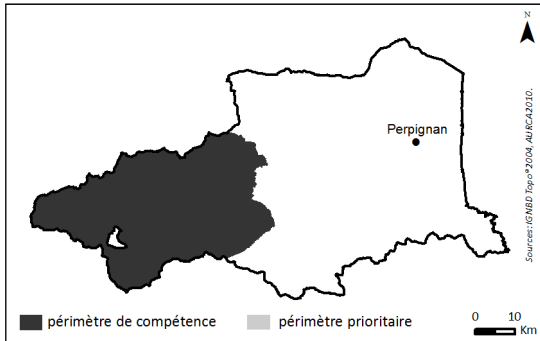 N
Perpignan
Sources: IGNBD Topo®2004, AURCA2010.
périmètre de compétence
périmètre prioritaire
0 10
Km